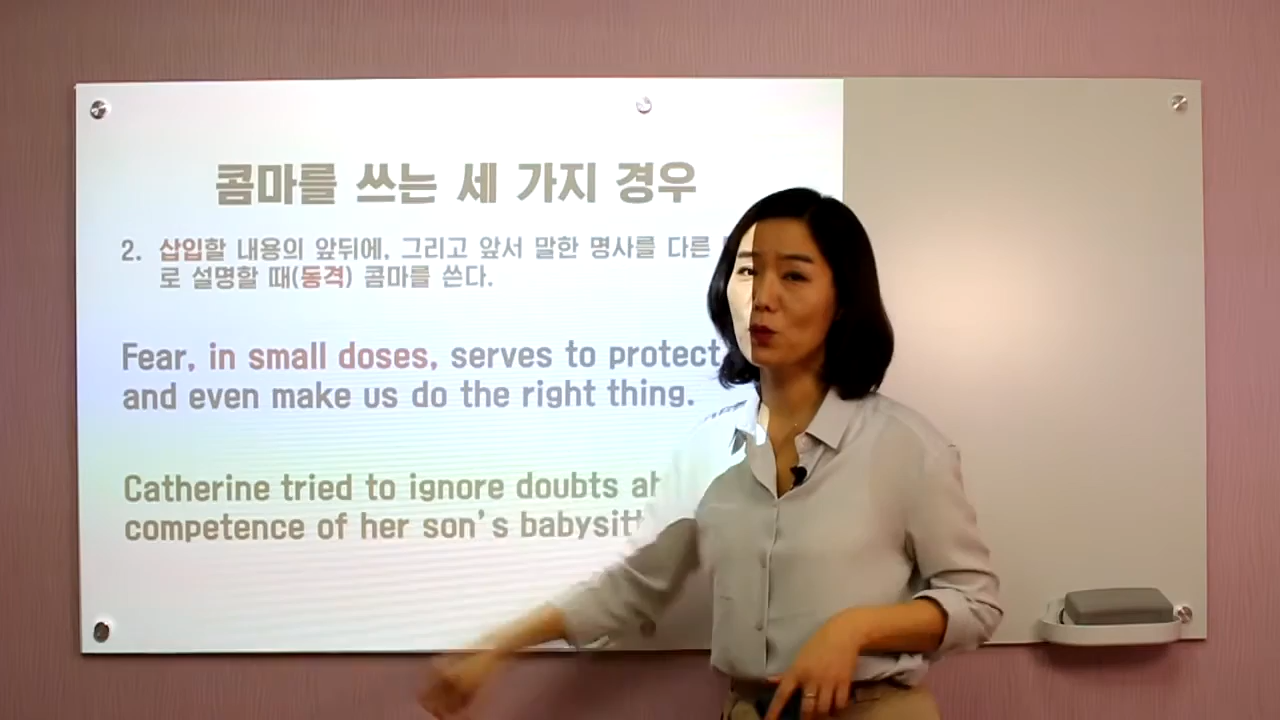 콤마를 쓰는 세 가지 경우
2. 삽입할 내용의 앞뒤에, 그리고 앞서 말한 명사를 다른
로 설명할 때(동격) 콤마를 쓴다.
Fear, in small doses, serves to protect
and even make us do the right thing.
Catherine tried to ignore doubts
competence of her son's